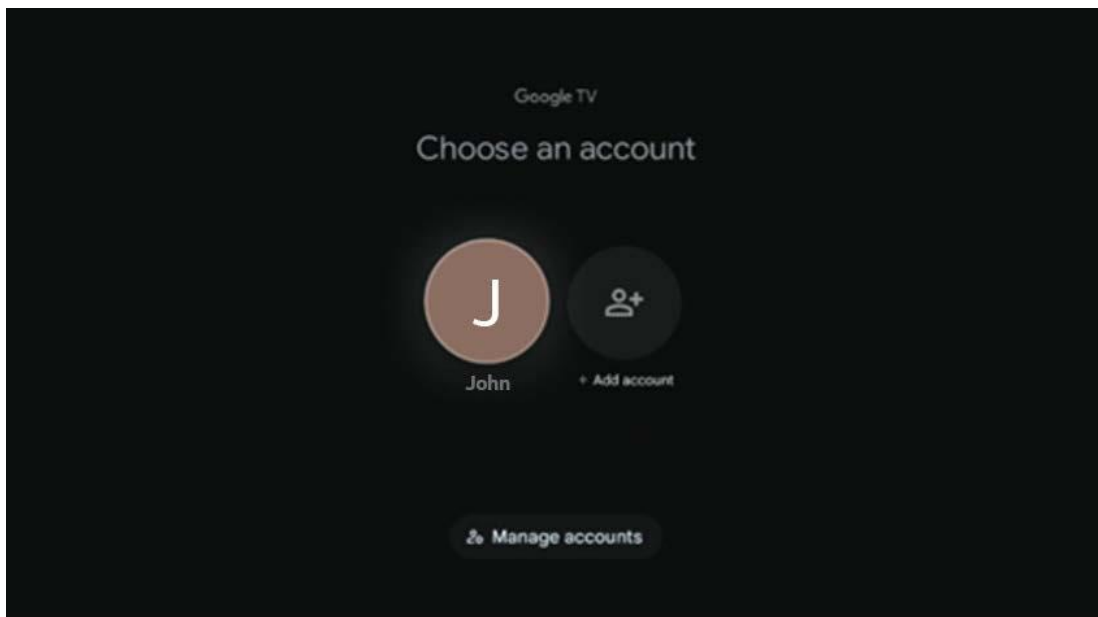 Google TV
Choose an account
J
John
+ Add account
Manage accounts